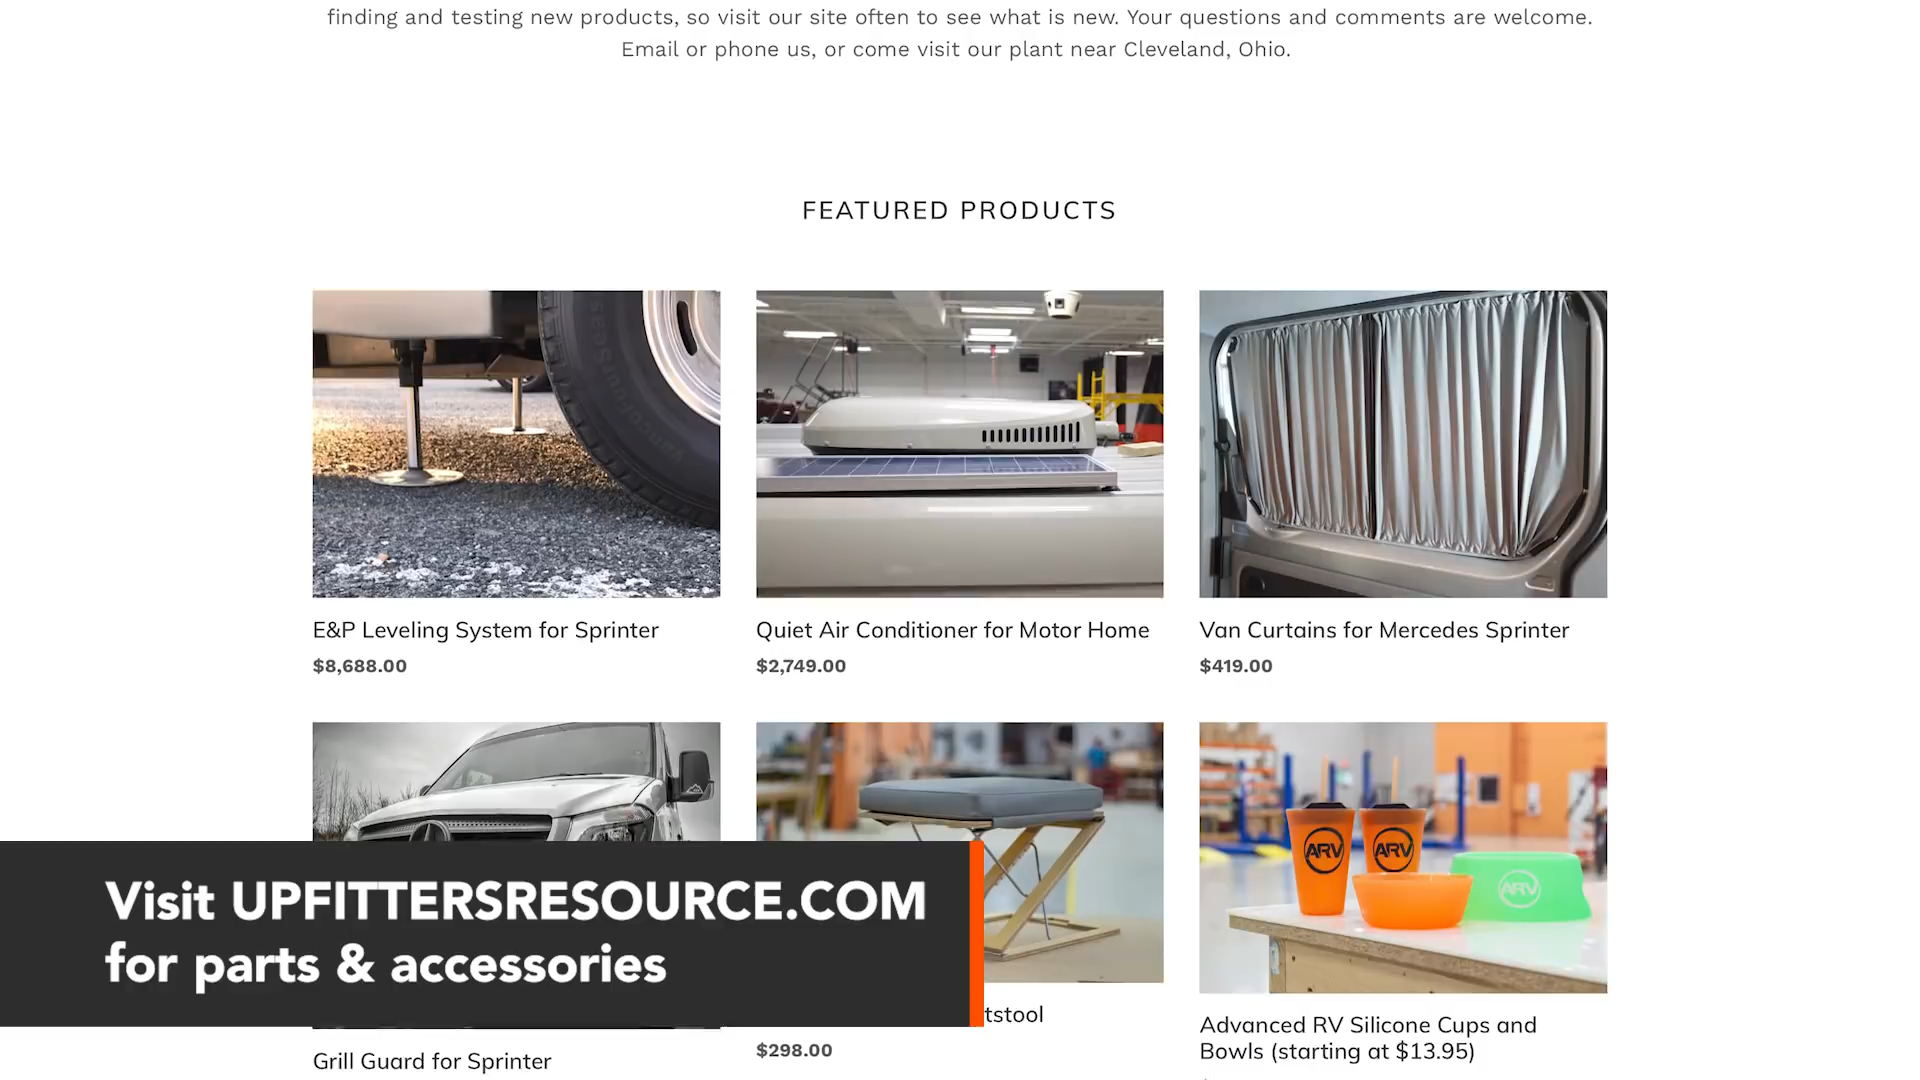 finding and testing new products, so visit our site often to see what is new. Your questions and comments are welcome.
Email or phone us, or come visit our plant near Cleveland, Ohio.
FEATURED PRODUCTS
E&P Leveling System for Sprinter
$8,688.00
Quiet Air Conditioner for Motor Home
$2,749.00
Van Curtains for Mercedes Sprinter
$419.00
ARV
ARV
ARV
Visit UPFITTERSRESOURCE.COM
for parts & accessories
Grill Guard for Sprinter
tstool
$298.00
Advanced RV Silicone Cups and
Bowls (starting at $13.95)